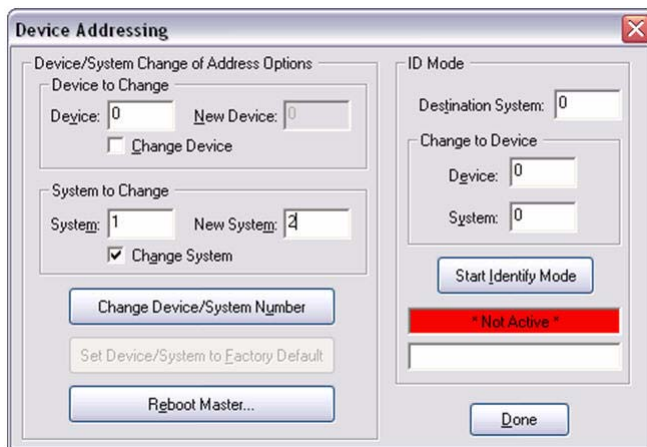 Device Addressing
Device/System Change of Address Options
Device to Change
Device: 0 New Device: 0
Change Device
System to Change
System: 1 New System: 2
Change System
Change Device/System Number
Set Device/System to Factory Default
Reboot Master...
ID Mode
Destination System: 0
Change to Device
Device: 0
System: 0
Start Identify Mode
* Not Active *
Done